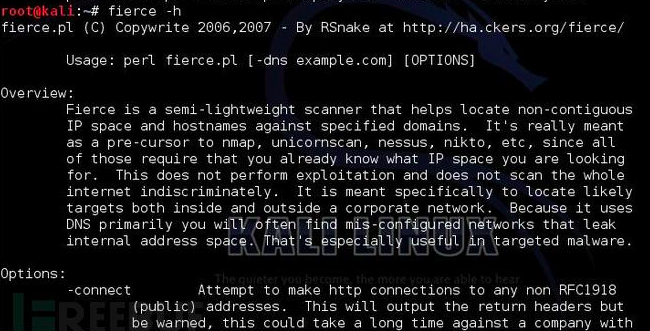 root@kali:~# fierce -h
fierce.pl (C) Copywrite 2006,2007 - By RSnake at http://ha.ckers.org/fierce/
Usage: perl fierce.pl [-dns example.com] [OPTIONS]
Overview:
Fierce is a semi-lightweight scanner that helps locate non-contiguous
IP space and hostnames against specified domains.  It's really meant
as a pre-cursor to nmap, unicornscan, nessus, nikto, etc, since all
of those require that you already know what IP space you are looking
for.  This does not perform exploitation and does not scan the whole
internet indiscriminately.  It is meant specifically to locate likely
targets both inside and outside a corporate network.  Because it uses
DNS primarily you will often find mis-configured networks that leak
internal address space. That's especially useful in targeted malware.
KALI LINUX
The quieter you become, the more you are able to hear
Options:
-connect Attempt to make http connections to any non RFC1918
(public) addresses.  This will output the return headers but
be warned, this could take a long time against a company with